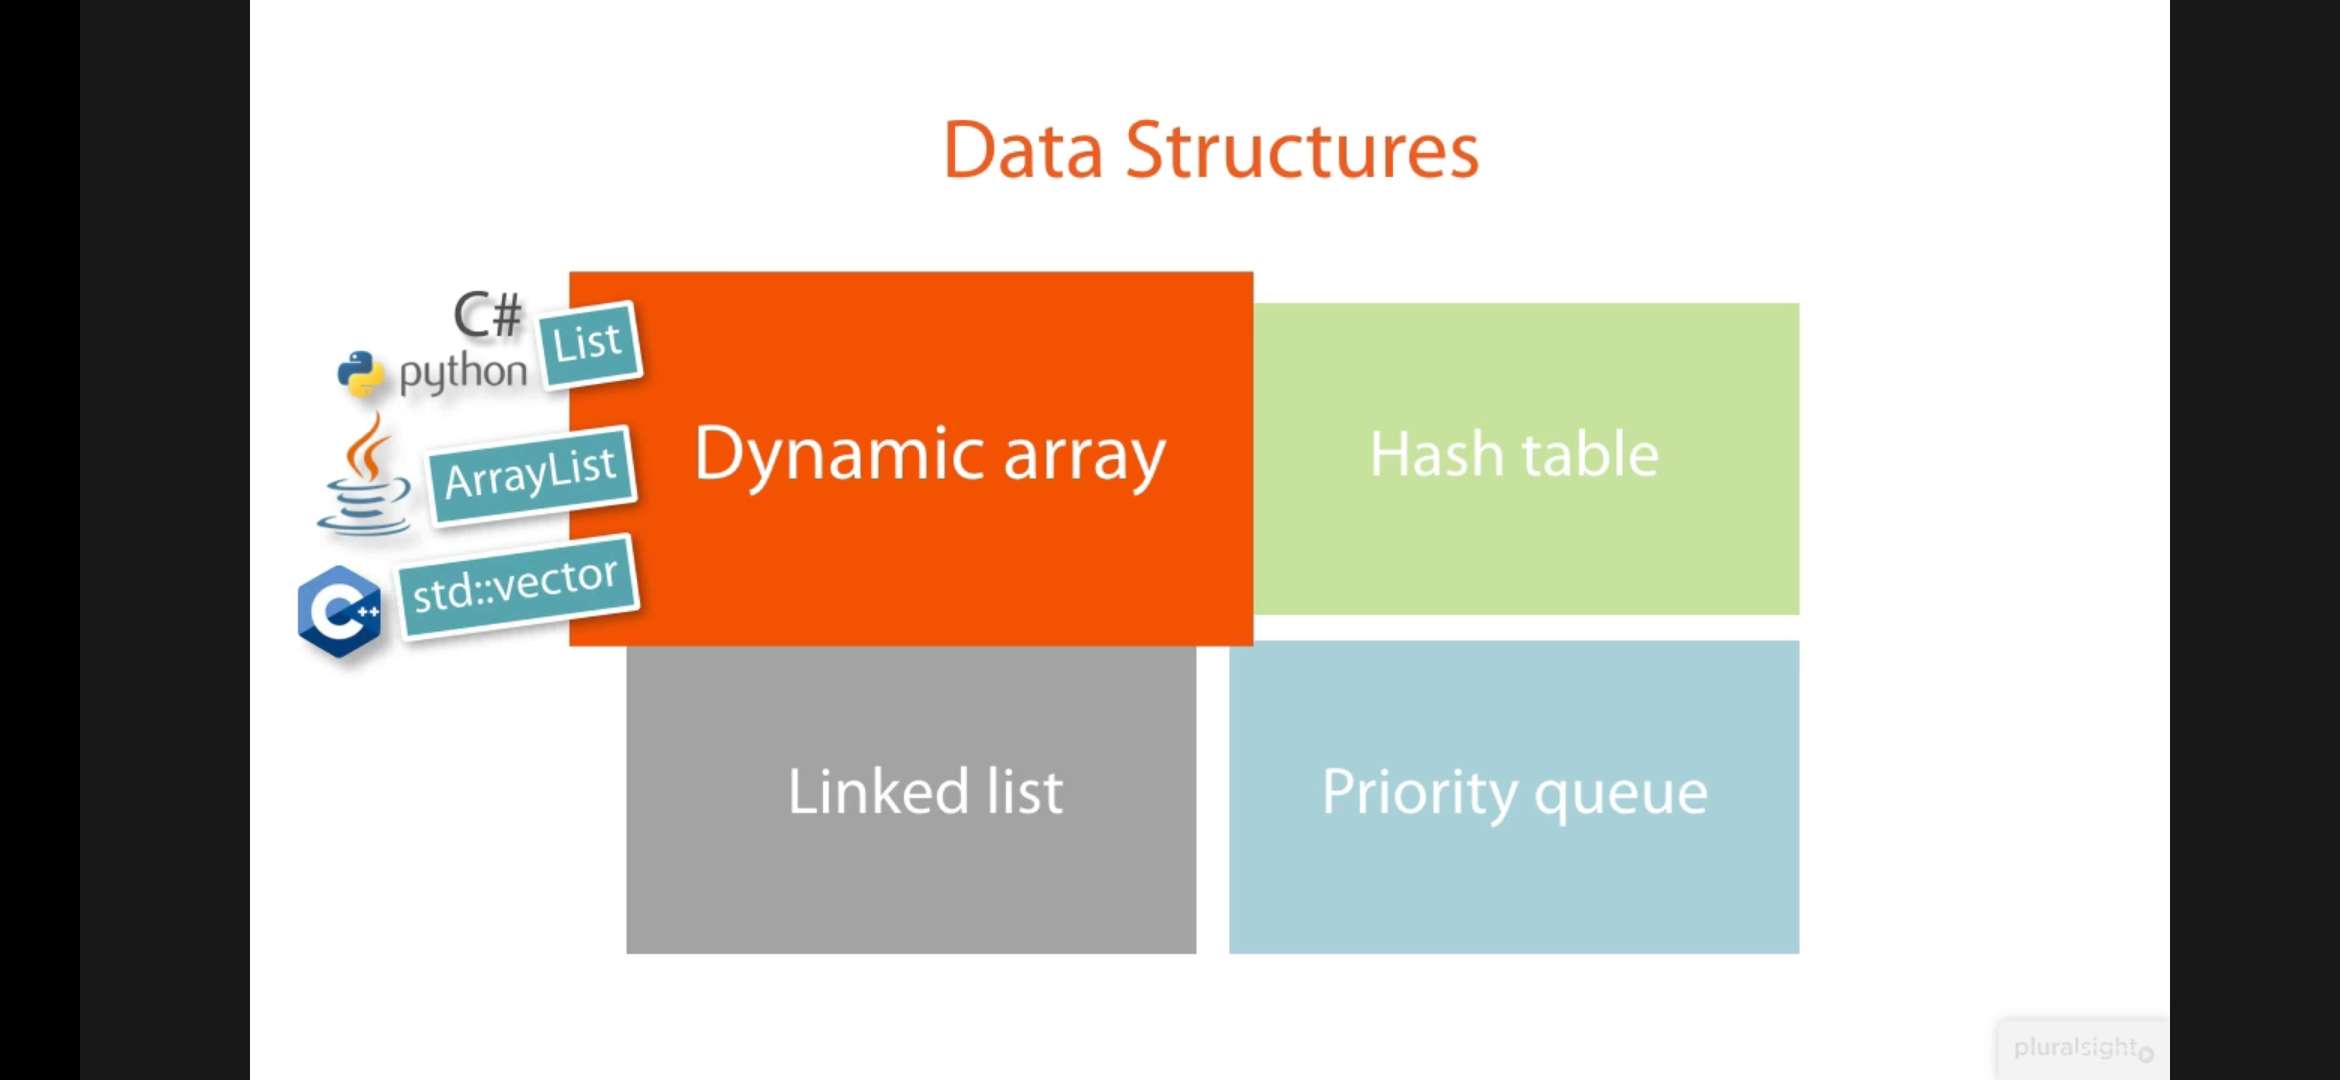 Data Structures
C#
python
List
ArrayList
C++
std::vector
Dynamic array
Hash table
Linked list
Priority queue
pluralsight